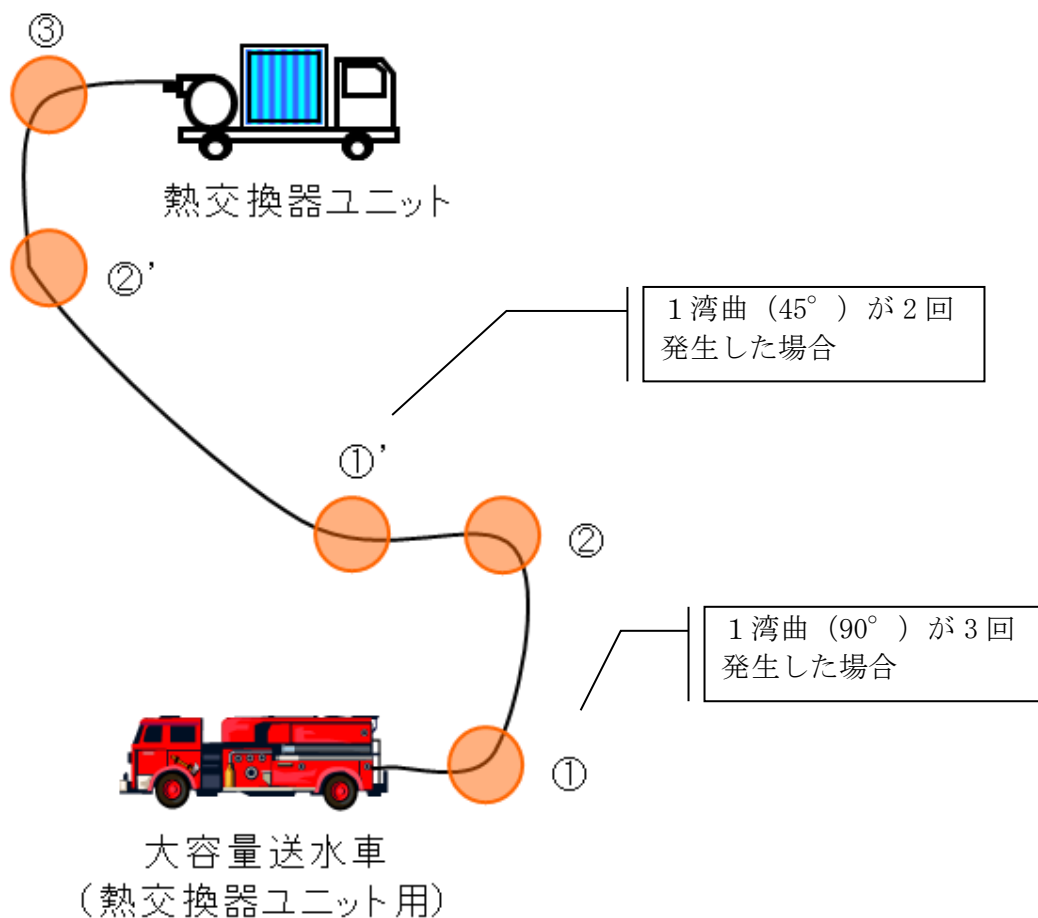 ③
熱交換器ユニット
②’
１湾曲（45°）が 2 回
発生した場合
①’
②
１湾曲（90°）が 3 回
発生した場合
①
大容量送水車
（熱交換器ユニット用）